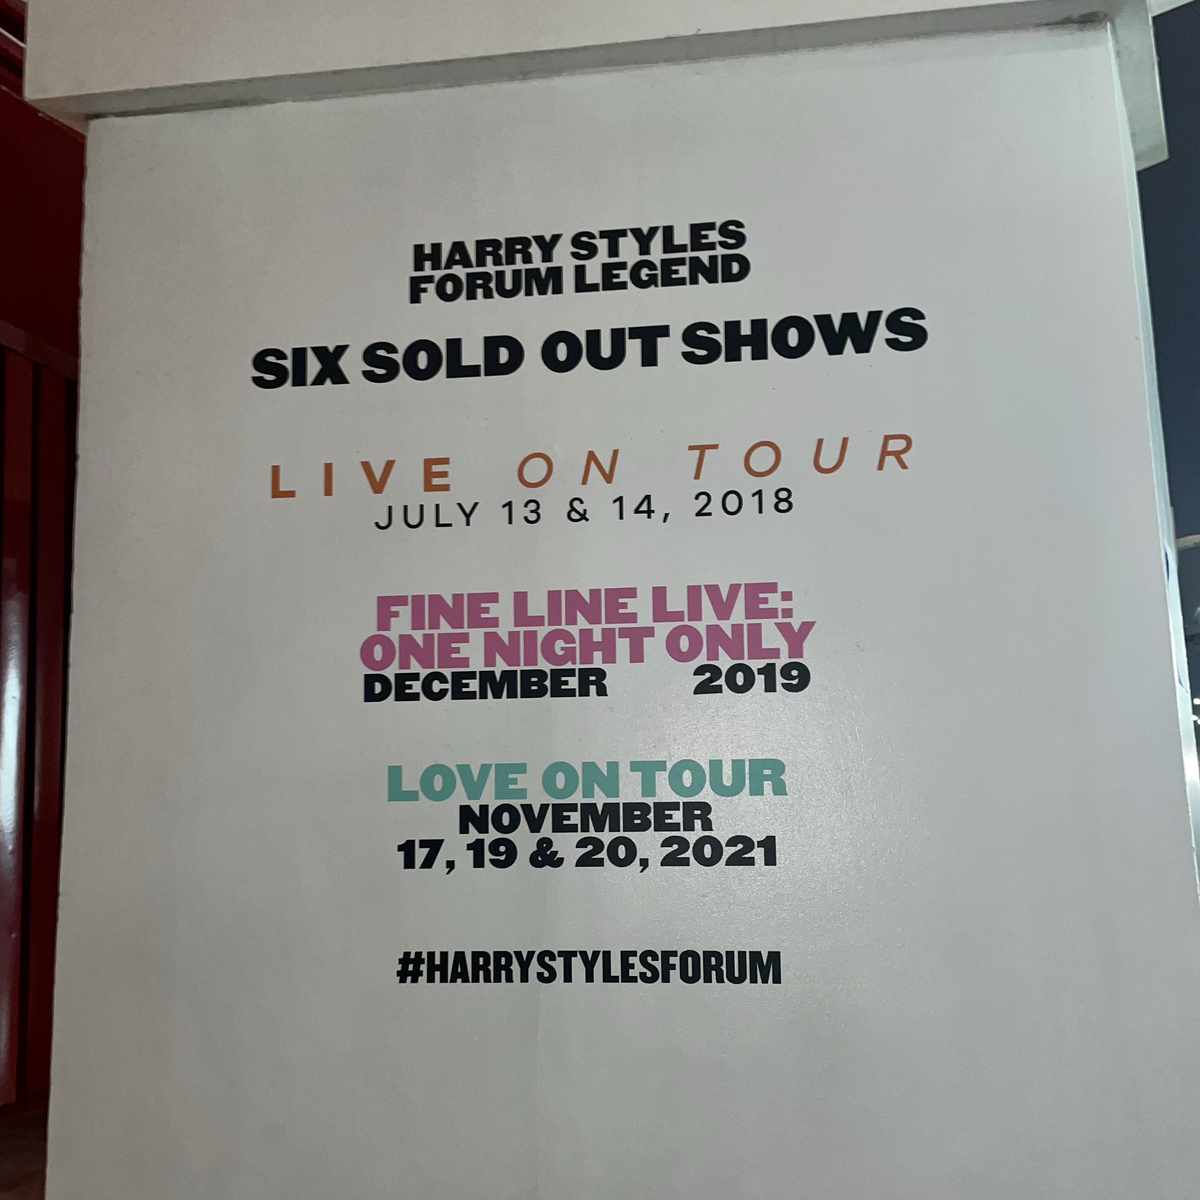 HARRY STYLES
FORUM LEGEND
SIX SOLD OUT SHOWS
LIVE ON TOUR
JULY 13 & 14, 2018
FINE LINE LIVE:
ONE NIGHT ONLY
DECEMBER 2019
LOVE ON TOUR
NOVEMBER
17, 19 & 20, 2021
#HARRYSTYLESFORUM